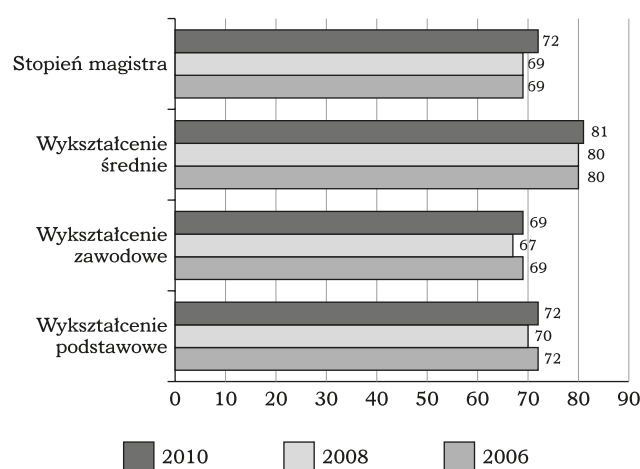 72
Stopień magistra
69
69
81
Wykształcenie
średnie
80
80
69
Wykształcenie
zawodowe
67
69
72
Wykształcenie
podstawowe
70
72
0 10 20 30 40 50 60 70 80 90
2010 2008 2006